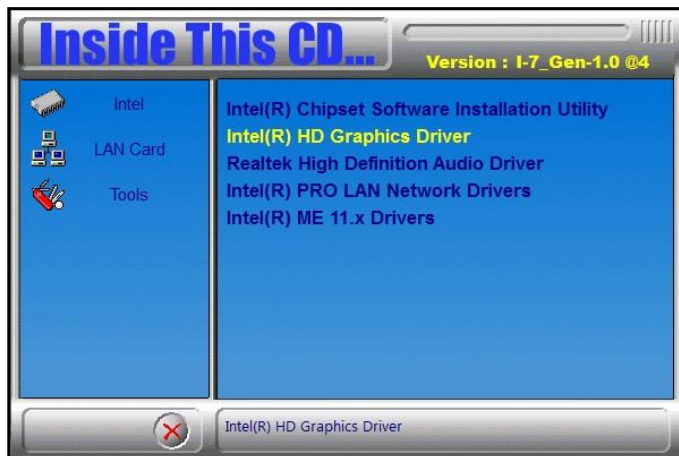 Inside This CD...
Version : I-7_Gen-1.0 @4
Intel
LAN Card
Tools
Intel(R) Chipset Software Installation Utility
Intel(R) HD Graphics Driver
Realtek High Definition Audio Driver
Intel(R) PRO LAN Network Drivers
Intel(R) ME 11.x Drivers
Intel(R) HD Graphics Driver